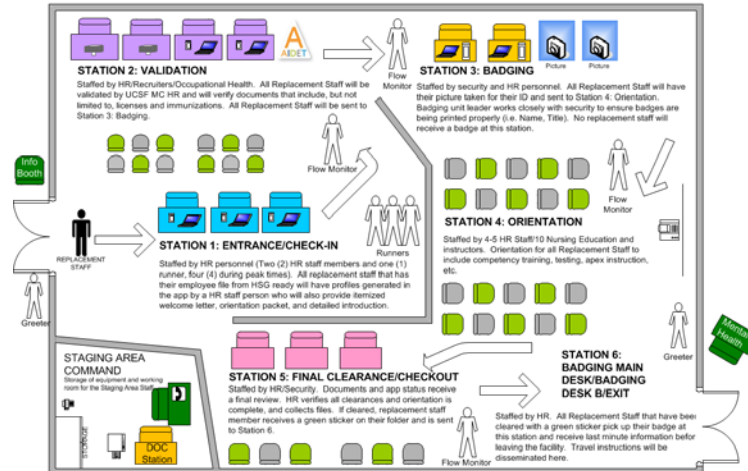 A
AIDET
STATION 2: VALIDATION
Staffed by HR/Recruiters/Occupational Health. All Replacement Staff will be
validated by UCSF MC HR and will verify documents that include, but not
limited to, licenses and immunizations. All Replacement Staff will be sent to
Station 3: Badging.
Flow
Monitor
Picture
Picture
STATION 3: BADGING
Staffed by security and HR personnel. All Replacement Staff will have
their picture taken for their ID and sent to Station 4: Orientation.
Badging unit leader works closely with security to ensure badges are
being printed properly (i.e. Name, Title). No replacement staff will
receive a badge at this station.
Info
Booth
Flow Monitor
Flow
Monitor
REPLACEMENT
STAFF
Greeter
STATION 1: ENTRANCE/CHECK-IN
Runners
Staffed by HR personnel (Two (2) HR staff members and one (1)
runner, four (4) during peak times). All replacement staff that has
their employee file from HSG ready will have profiles generated in
the app by a HR staff person who will also provide itemized
welcome letter, orientation packet, and detailed introduction.
STATION 4: ORIENTATION
Staffed by 4-5 HR Staff/10 Nursing Education and
instructors. Orientation for all Replacement Staff to
include competency training, testing, apex instruction,
etc.
Greeter
Mental
Health
STAGING AREA
COMMAND
Storage of equipment and working
room for the Staging Area Staff
STORAGE
DOC
Station
STATION 5: FINAL CLEARANCE/CHECKOUT
Staffed by HR/Security. Documents and app status receive
a final review. HR verifies all clearances and orientation is
complete, and collects files. If cleared, replacement staff
member receives a green sticker on their folder and is sent
to Station 6.
Flow
Monitor
STATION 6:
BADGING MAIN
DESK/BADGING
DESK B/EXIT
Staffed by HR. All Replacement Staff that have been
cleared with a green sticker pick up their badge at
this station and receive last minute information before
leaving the facility. Travel instructions will be
disseminated here.